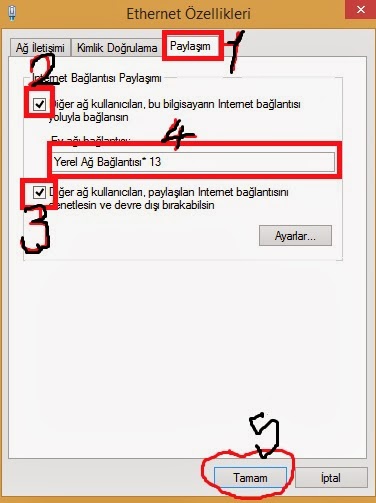 Ethernet Özellikleri
Ağ İletişimi Kimlik Doğrulama Paylaşım 1
İnternet Bağlantısı Paylaşımı
2
Diğer ağ kullanıcıları, bu bilgisayarın Internet bağlantısı
yoluyla bağlansın
Ev ağı bağlantısı: 4
Yerel Ağ Bağlantısı* 13
Diğer ağ kullanıcıları, paylaşılan Internet bağlantısını
denetlesin ve devre dışı bırakabilsin
3
Ayarlar...
5
Tamam İptal